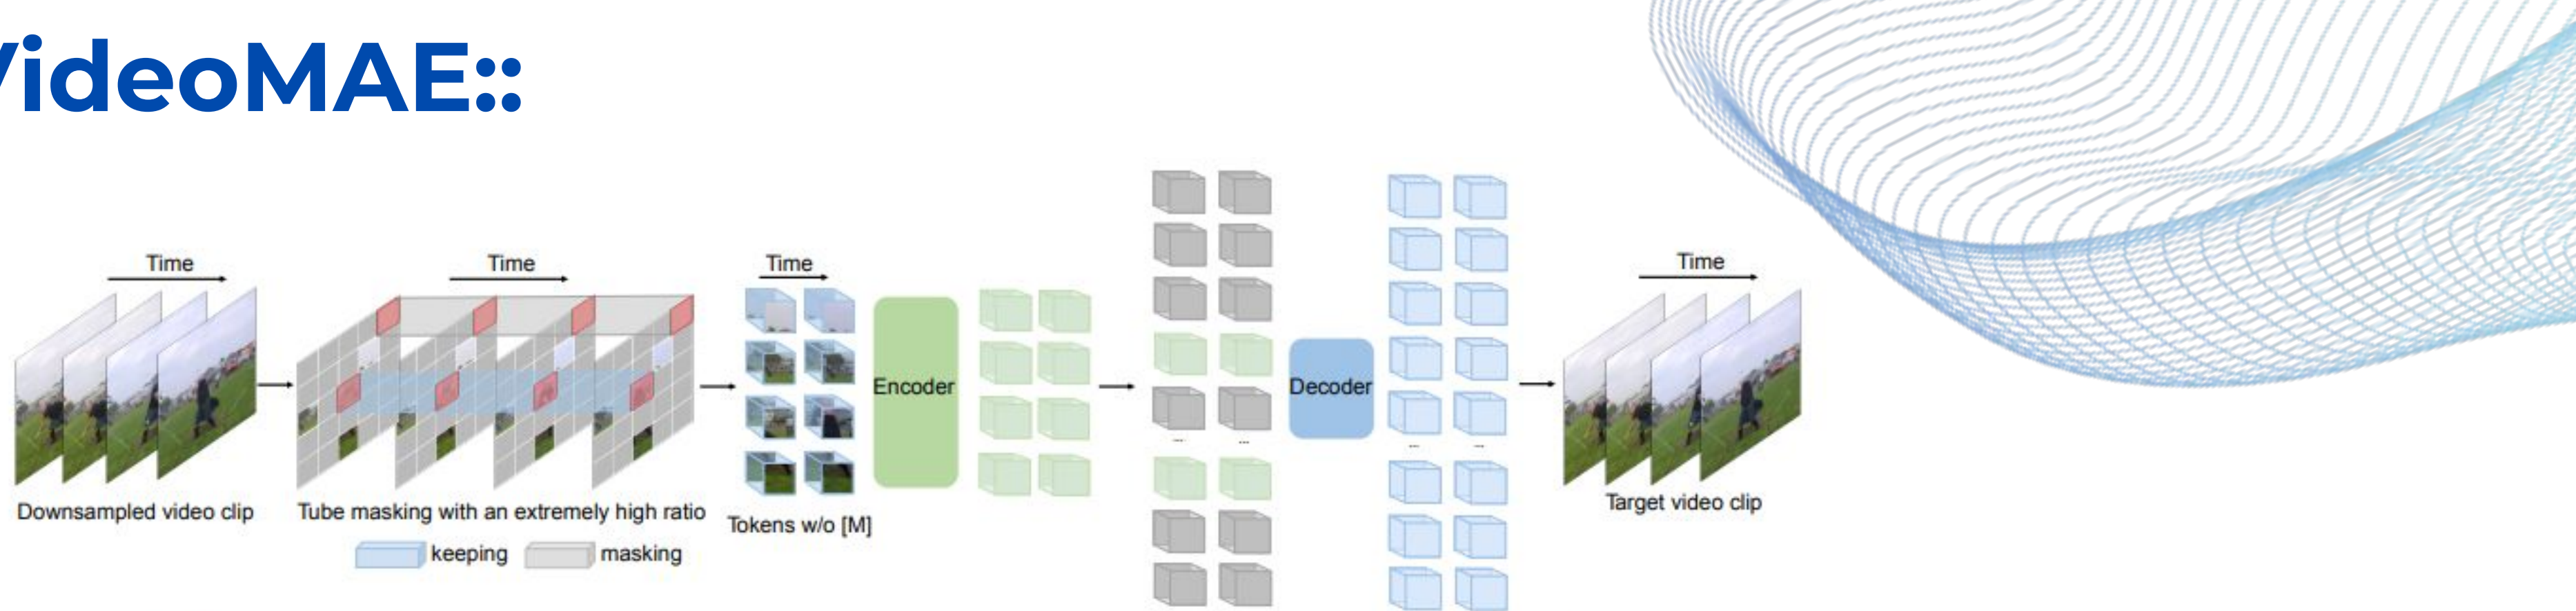 VideoMAE::
Time
Time
Time
Time
Encoder
Decoder
...
...
...
...
Downsampled video clip
Tube masking with an extremely high ratio
Tokens w/o [M]
Target video clip
keeping
masking